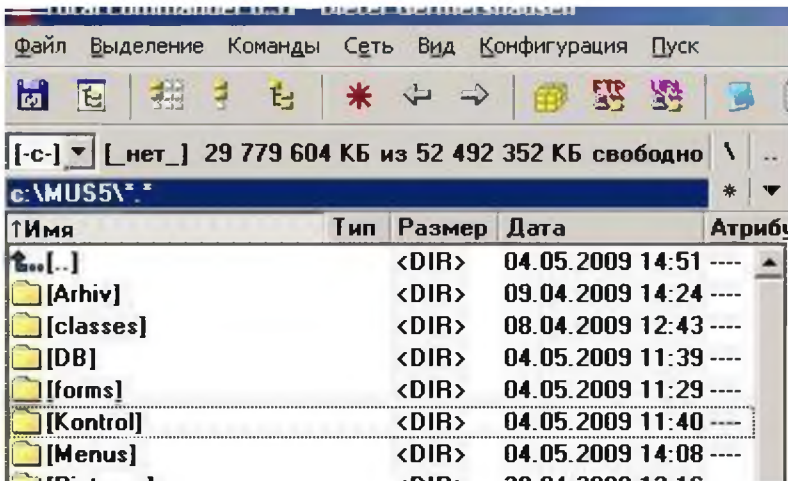 Файл Выделение Команды Сеть Вид Конфигурация Пуск
FTP
[-c-] [_нет_] 29 779 604 КБ из 52 492 352 КБ свободно \ ..
c:\MUS5\*.* * ▼
↑Имя Тип Размер Дата Атрибу
[..] <DIR> 04.05.2009 14:51 ----
[Arhiv] <DIR> 09.04.2009 14:24 ----
[classes] <DIR> 08.04.2009 12:43 ----
[DB] <DIR> 04.05.2009 11:39 ----
[forms] <DIR> 04.05.2009 11:29 ----
[Kontrol] <DIR> 04.05.2009 11:40 ----
[Menus] <DIR> 04.05.2009 14:08 ----